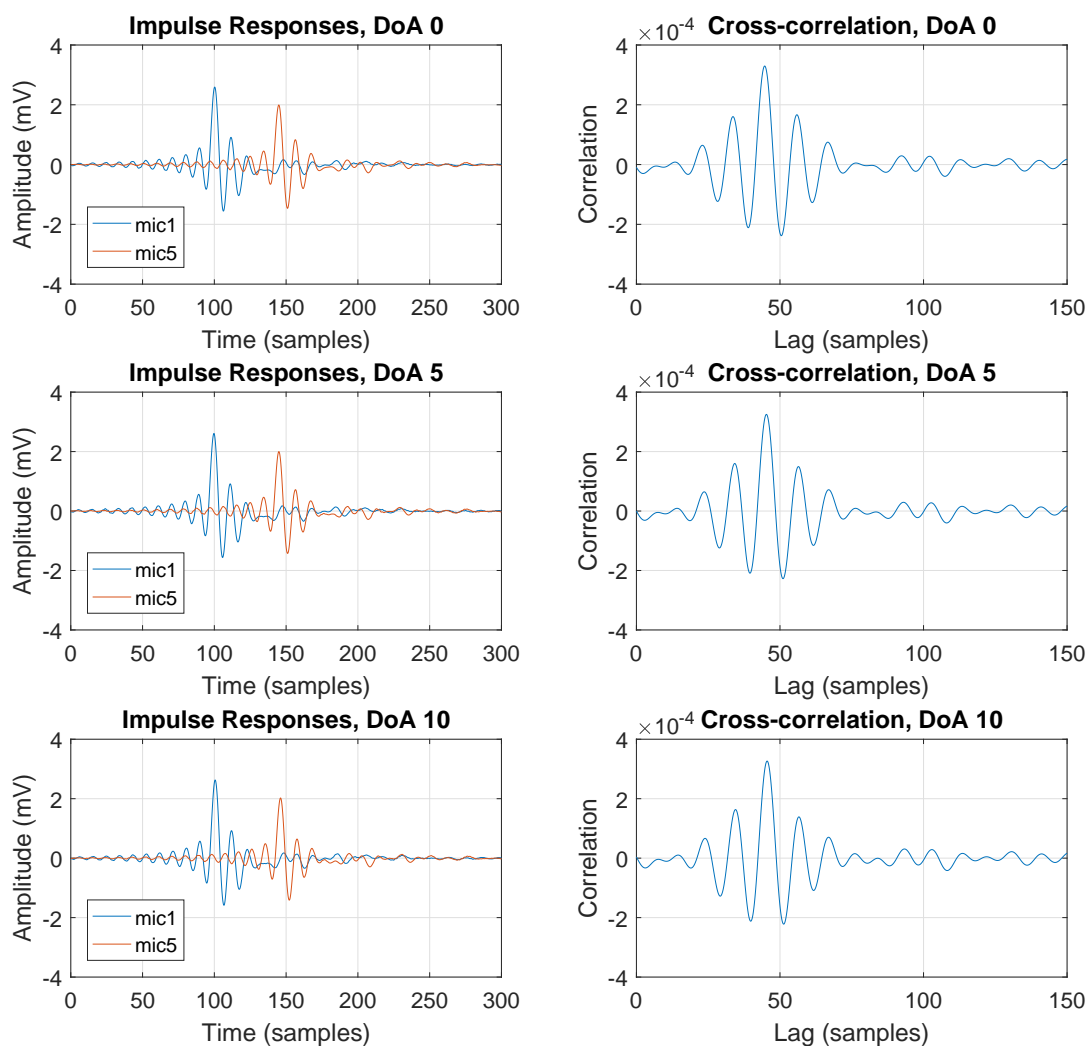 Impulse Responses, DoA 0
4
2
0
-2
-4
Amplitude (mV)
mic1
mic5
0 50 100 150 200 250 300
Time (samples)
×10-4 Cross-correlation, DoA 0
4
2
0
-2
-4
Correlation
0 50 100 150
Lag (samples)
Impulse Responses, DoA 5
4
2
0
-2
-4
Amplitude (mV)
mic1
mic5
0 50 100 150 200 250 300
Time (samples)
×10-4 Cross-correlation, DoA 5
4
2
0
-2
-4
Correlation
0 50 100 150
Lag (samples)
Impulse Responses, DoA 10
4
2
0
-2
-4
Amplitude (mV)
mic1
mic5
0 50 100 150 200 250 300
Time (samples)
×10-4 Cross-correlation, DoA 10
4
2
0
-2
-4
Correlation
0 50 100 150
Lag (samples)